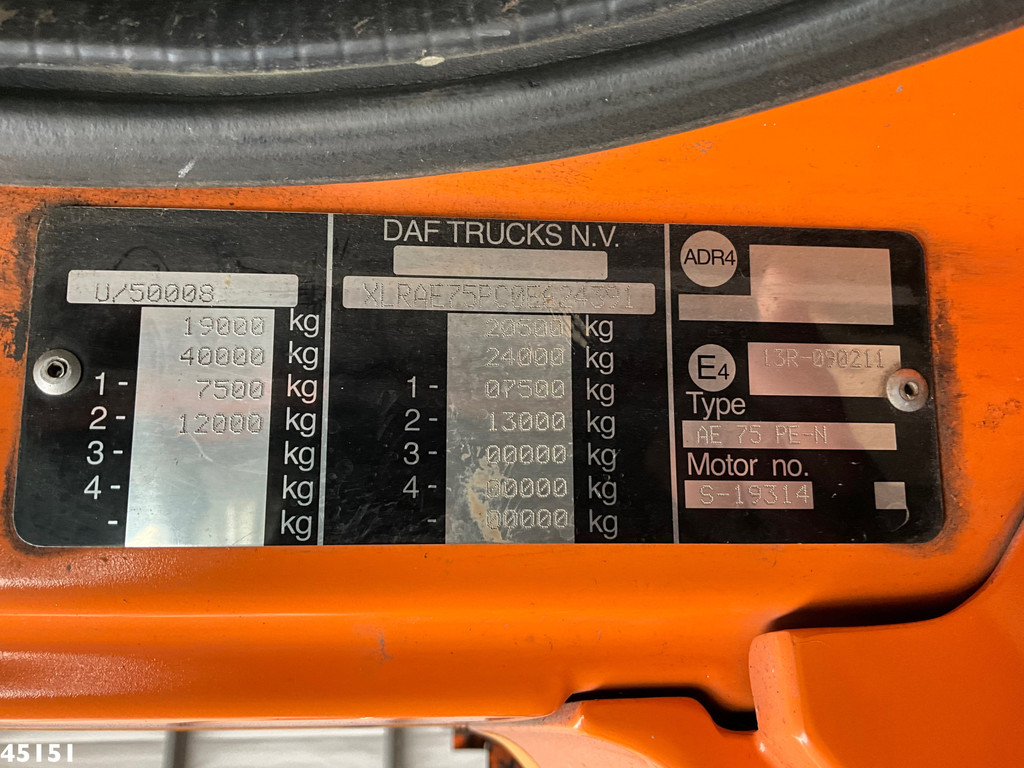 DAF TRUCKS N.V.
U/50008
19000 kg
40000 kg
1- 7500 kg
2- 12000 kg
3- kg
4- kg
- kg
XLRAE75PC0E424391
20500 kg
24000 kg
1- 07500 kg
2- 13000 kg
3- 00000 kg
4- 00000 kg
- 00000 kg
ADR4
E4 13R-090211
Type
AE 75 PE-N
Motor no.
S-19314
45151